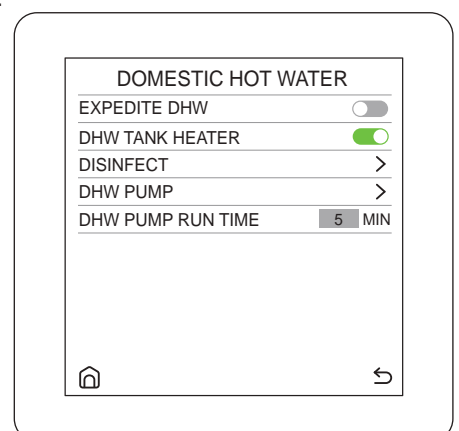 DOMESTIC HOT WATER
EXPEDITE DHW
DHW TANK HEATER
DISINFECT
DHW PUMP
DHW PUMP RUN TIME 5 MIN